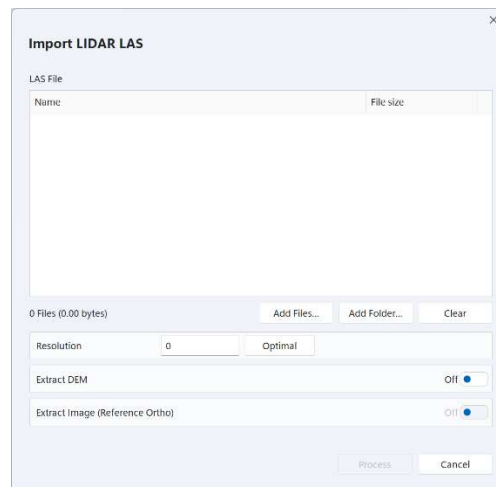 Import LIDAR LAS
LAS File
Name File size
0 Files (0.00 bytes) Add Files... Add Folder... Clear
Resolution 0 Optimal
Extract DEM Off
Extract Image (Reference Ortho) Off
Process Cancel